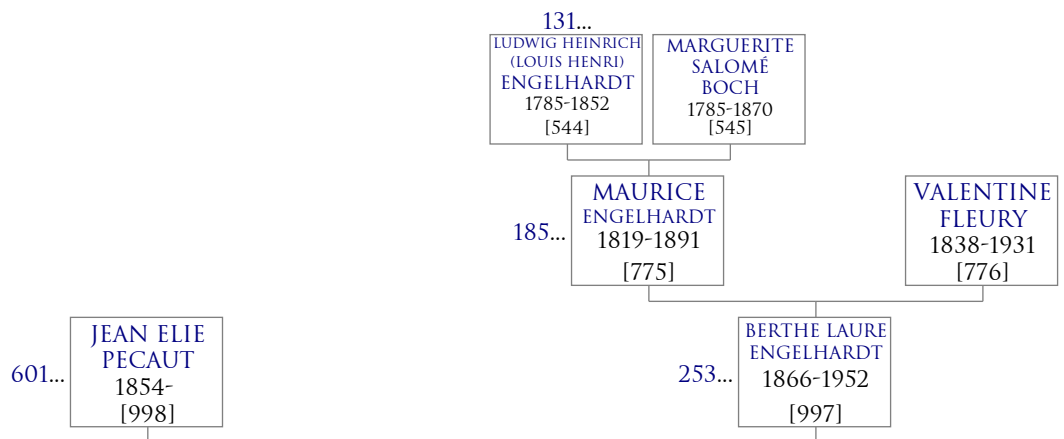 131...
LUDWIG HEINRICH
(LOUIS HENRI)
ENGELHARDT
1785-1852
[544]
MARGUERITE
SALOMÉ
BOCH
1785-1870
[545]
185...
MAURICE
ENGELHARDT
1819-1891
[775]
VALENTINE
FLEURY
1838-1931
[776]
601...
JEAN ELIE
PECAUT
1854-
[998]
253...
BERTHE LAURE
ENGELHARDT
1866-1952
[997]